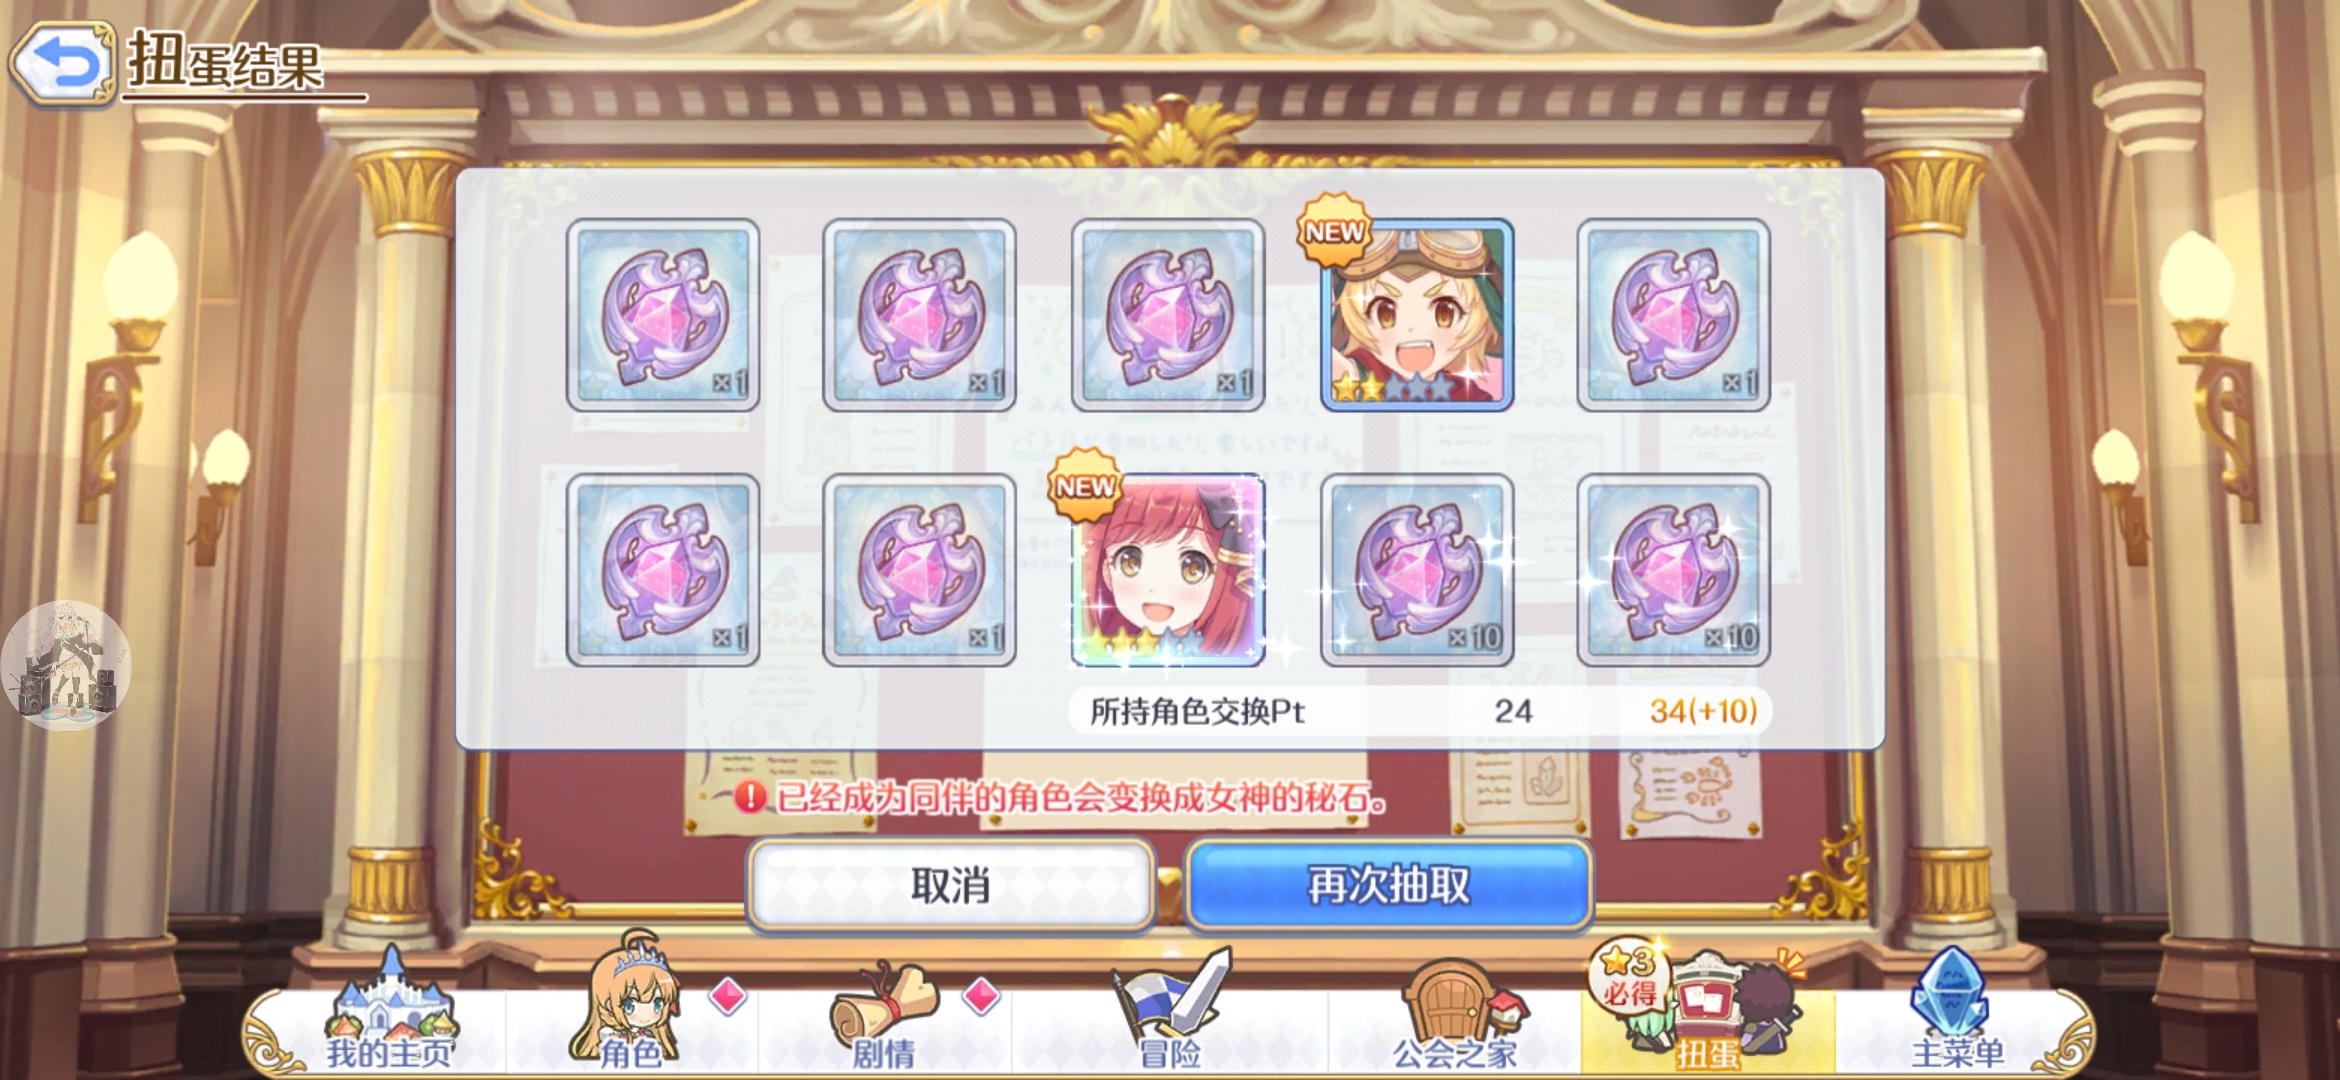 扭蛋结果
×1
×1
×1
NEW
×1
×1
×1
NEW
×10
×10
所持角色交换Pt 24 34(+10)
已经成为同伴的角色会变换成女神的秘石。
取消
再次抽取
我的主页
角色
剧情
冒险
公会之家
3
必得
扭蛋
主菜单